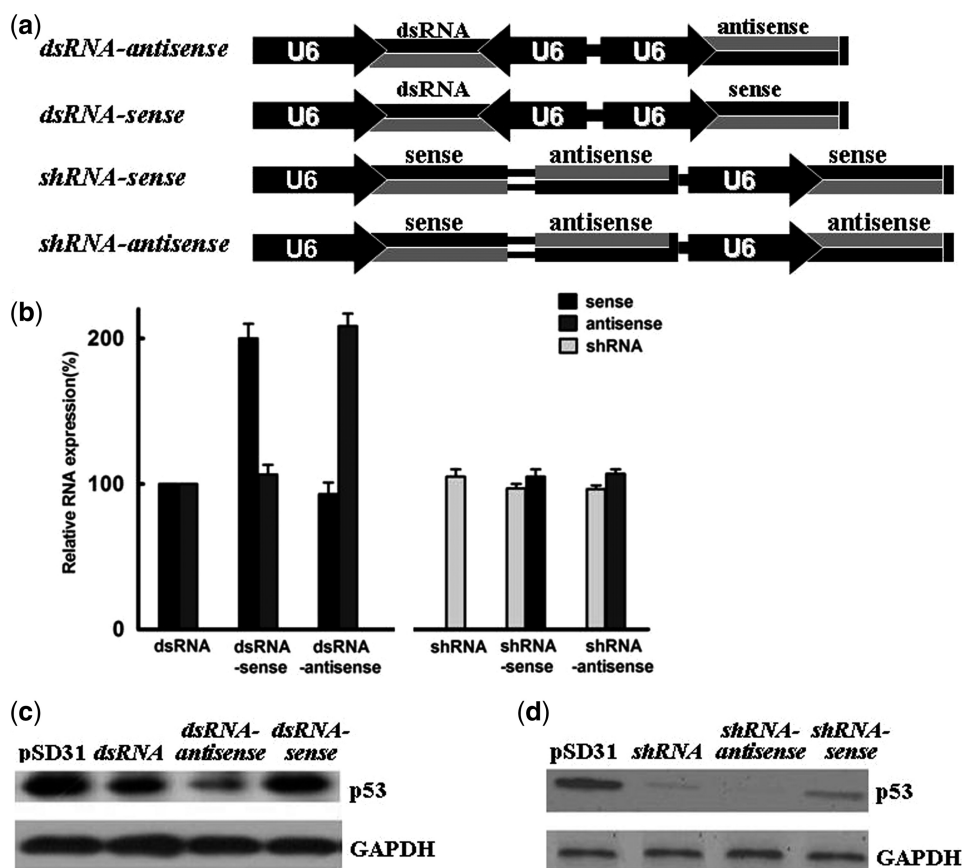 (a)
dsRNA-antisense
U6 dsRNA U6 U6 antisense
dsRNA-sense
U6 dsRNA U6 U6 sense
shRNA-sense
U6 sense antisense U6 sense
shRNA-antisense
U6 sense antisense U6 antisense
(b)
sense
antisense
shRNA
Relative RNA expression(%)
200
100
0
dsRNA
dsRNA
-sense
dsRNA
-antisense
shRNA
shRNA
-sense
shRNA
-antisense
(c)
pSD31 dsRNA dsRNA-antisense dsRNA-sense
p53
GAPDH
(d)
pSD31 shRNA shRNA-antisense shRNA-sense
p53
GAPDH